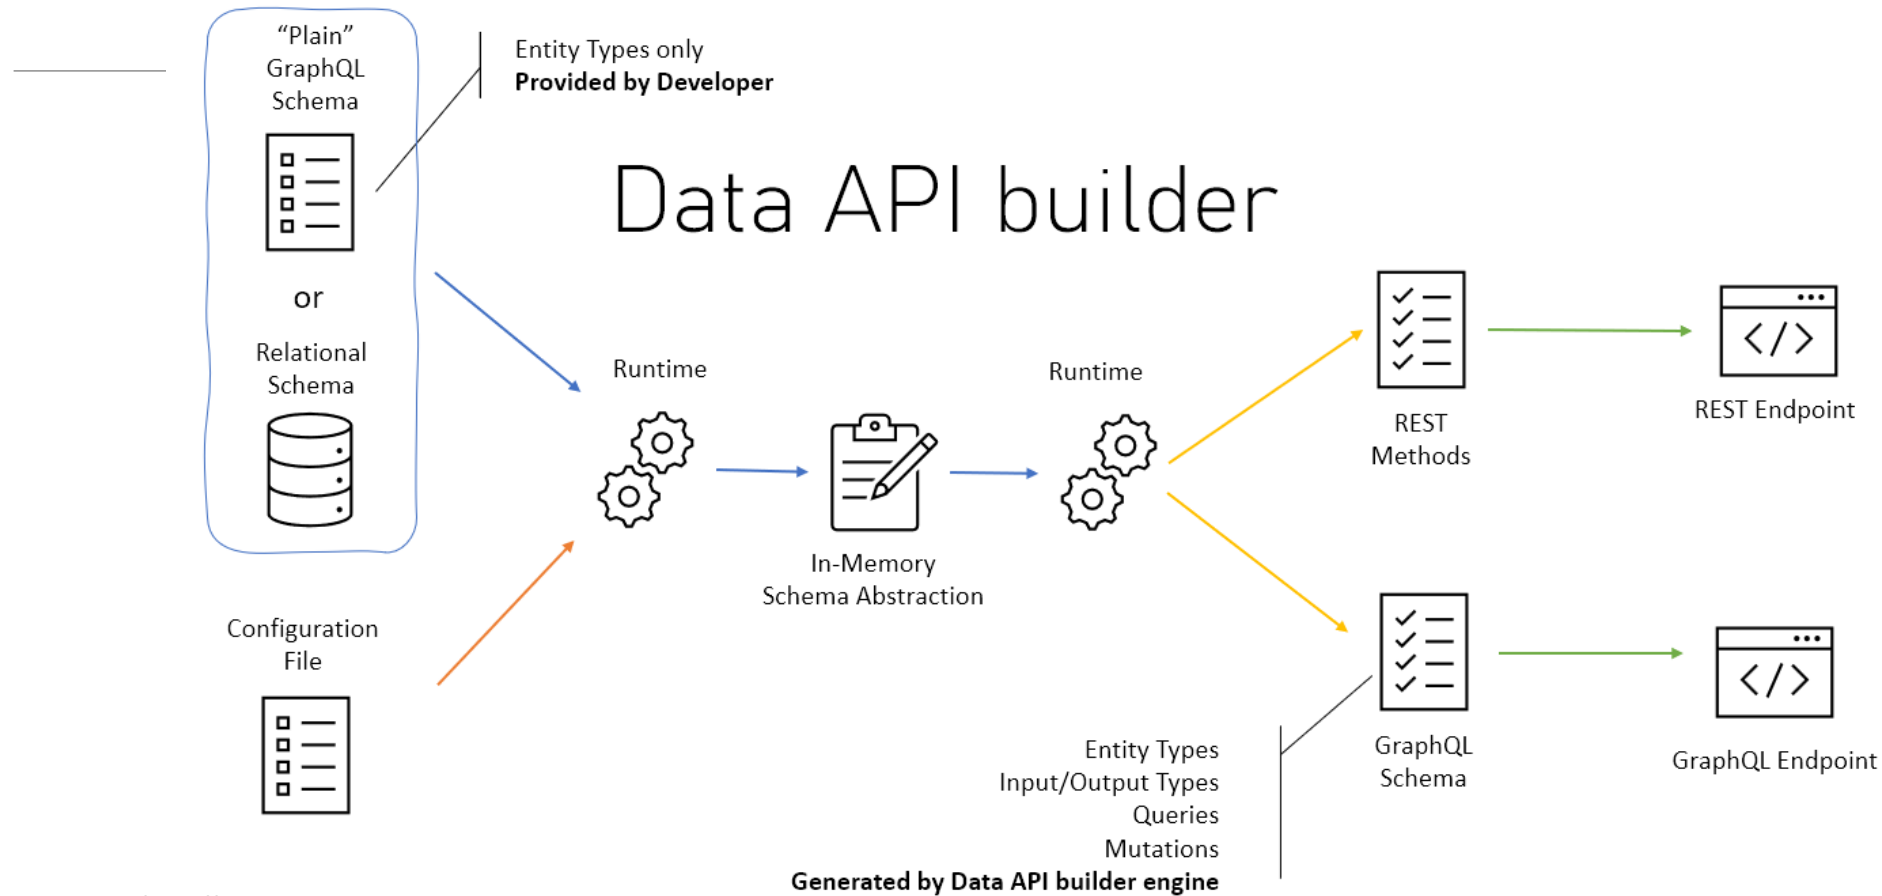 “Plain”
GraphQL
Schema
Entity Types only
Provided by Developer
Data API builder
or
Relational
Schema
Runtime
Runtime
REST
Methods
REST Endpoint
In-Memory
Schema Abstraction
Configuration
File
GraphQL
Schema
GraphQL Endpoint
Entity Types
Input/Output Types
Queries
Mutations
Generated by Data API builder engine